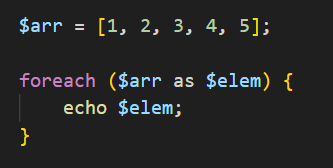 $arr = [1, 2, 3, 4, 5];
foreach ($arr as $elem) {
    echo $elem;
}